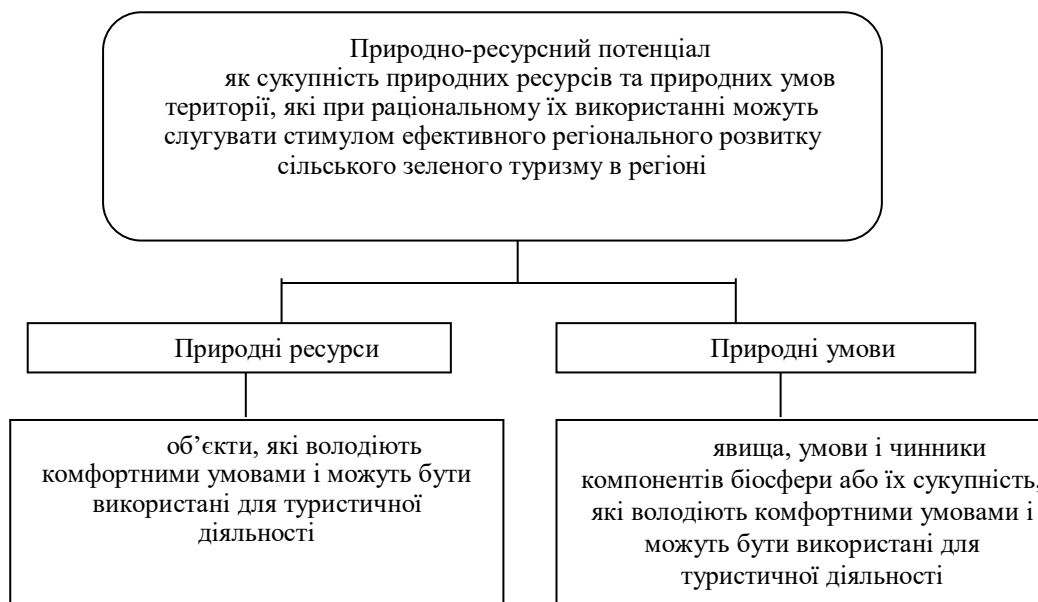 Природно-ресурсний потенціал
як сукупність природних ресурсів та природних умов
території, які при раціональному їх використанні можуть
слугувати стимулом ефективного регіонального розвитку
сільського зеленого туризму в регіоні
Природні ресурси
Природні умови
об’єкти, які володіють
комфортними умовами і можуть бути
використані для туристичної
діяльності
явища, умови і чинники
компонентів біосфери або їх сукупність,
які володіють комфортними умовами і
можуть бути використані для
туристичної діяльності